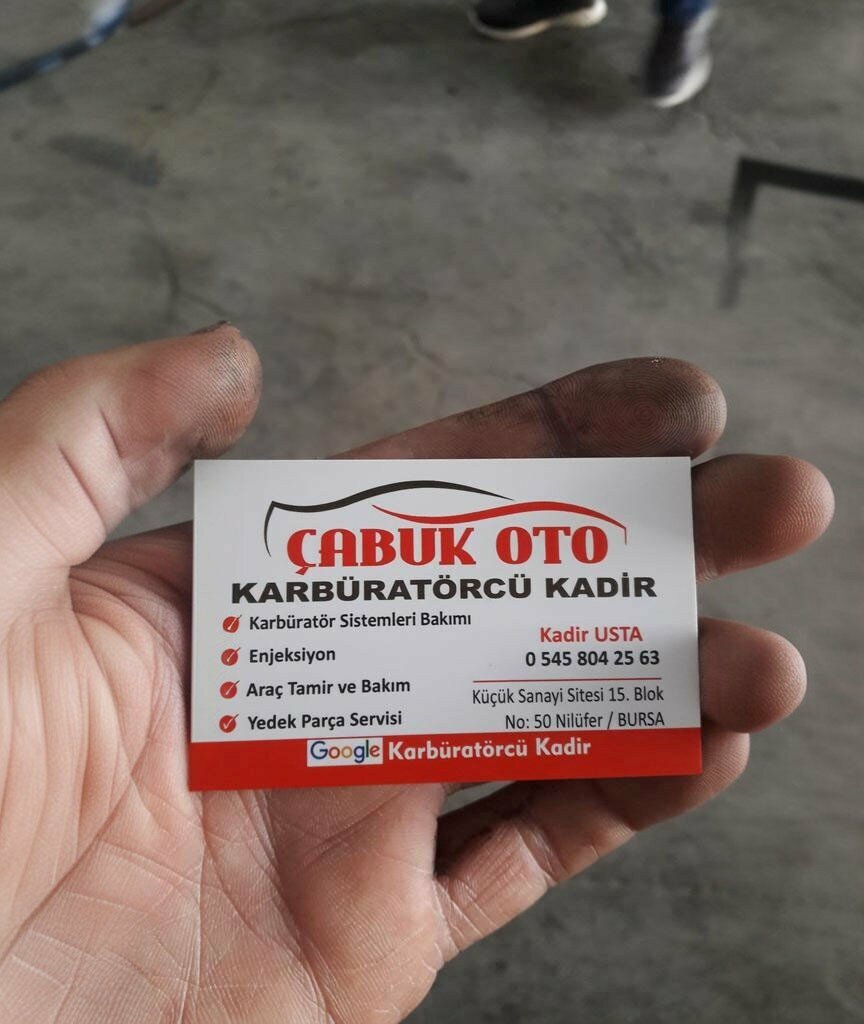 ÇABUK OTO
KARBÜRATÖRCÜ KADİR
Karbüratör Sistemleri Bakımı
Enjeksiyon
Araç Tamir ve Bakım
Yedek Parça Servisi
Kadir USTA
0 545 804 25 63
Küçük Sanayi Sitesi 15. Blok
No: 50 Nilüfer / BURSA
Google Karbüratörcü Kadir